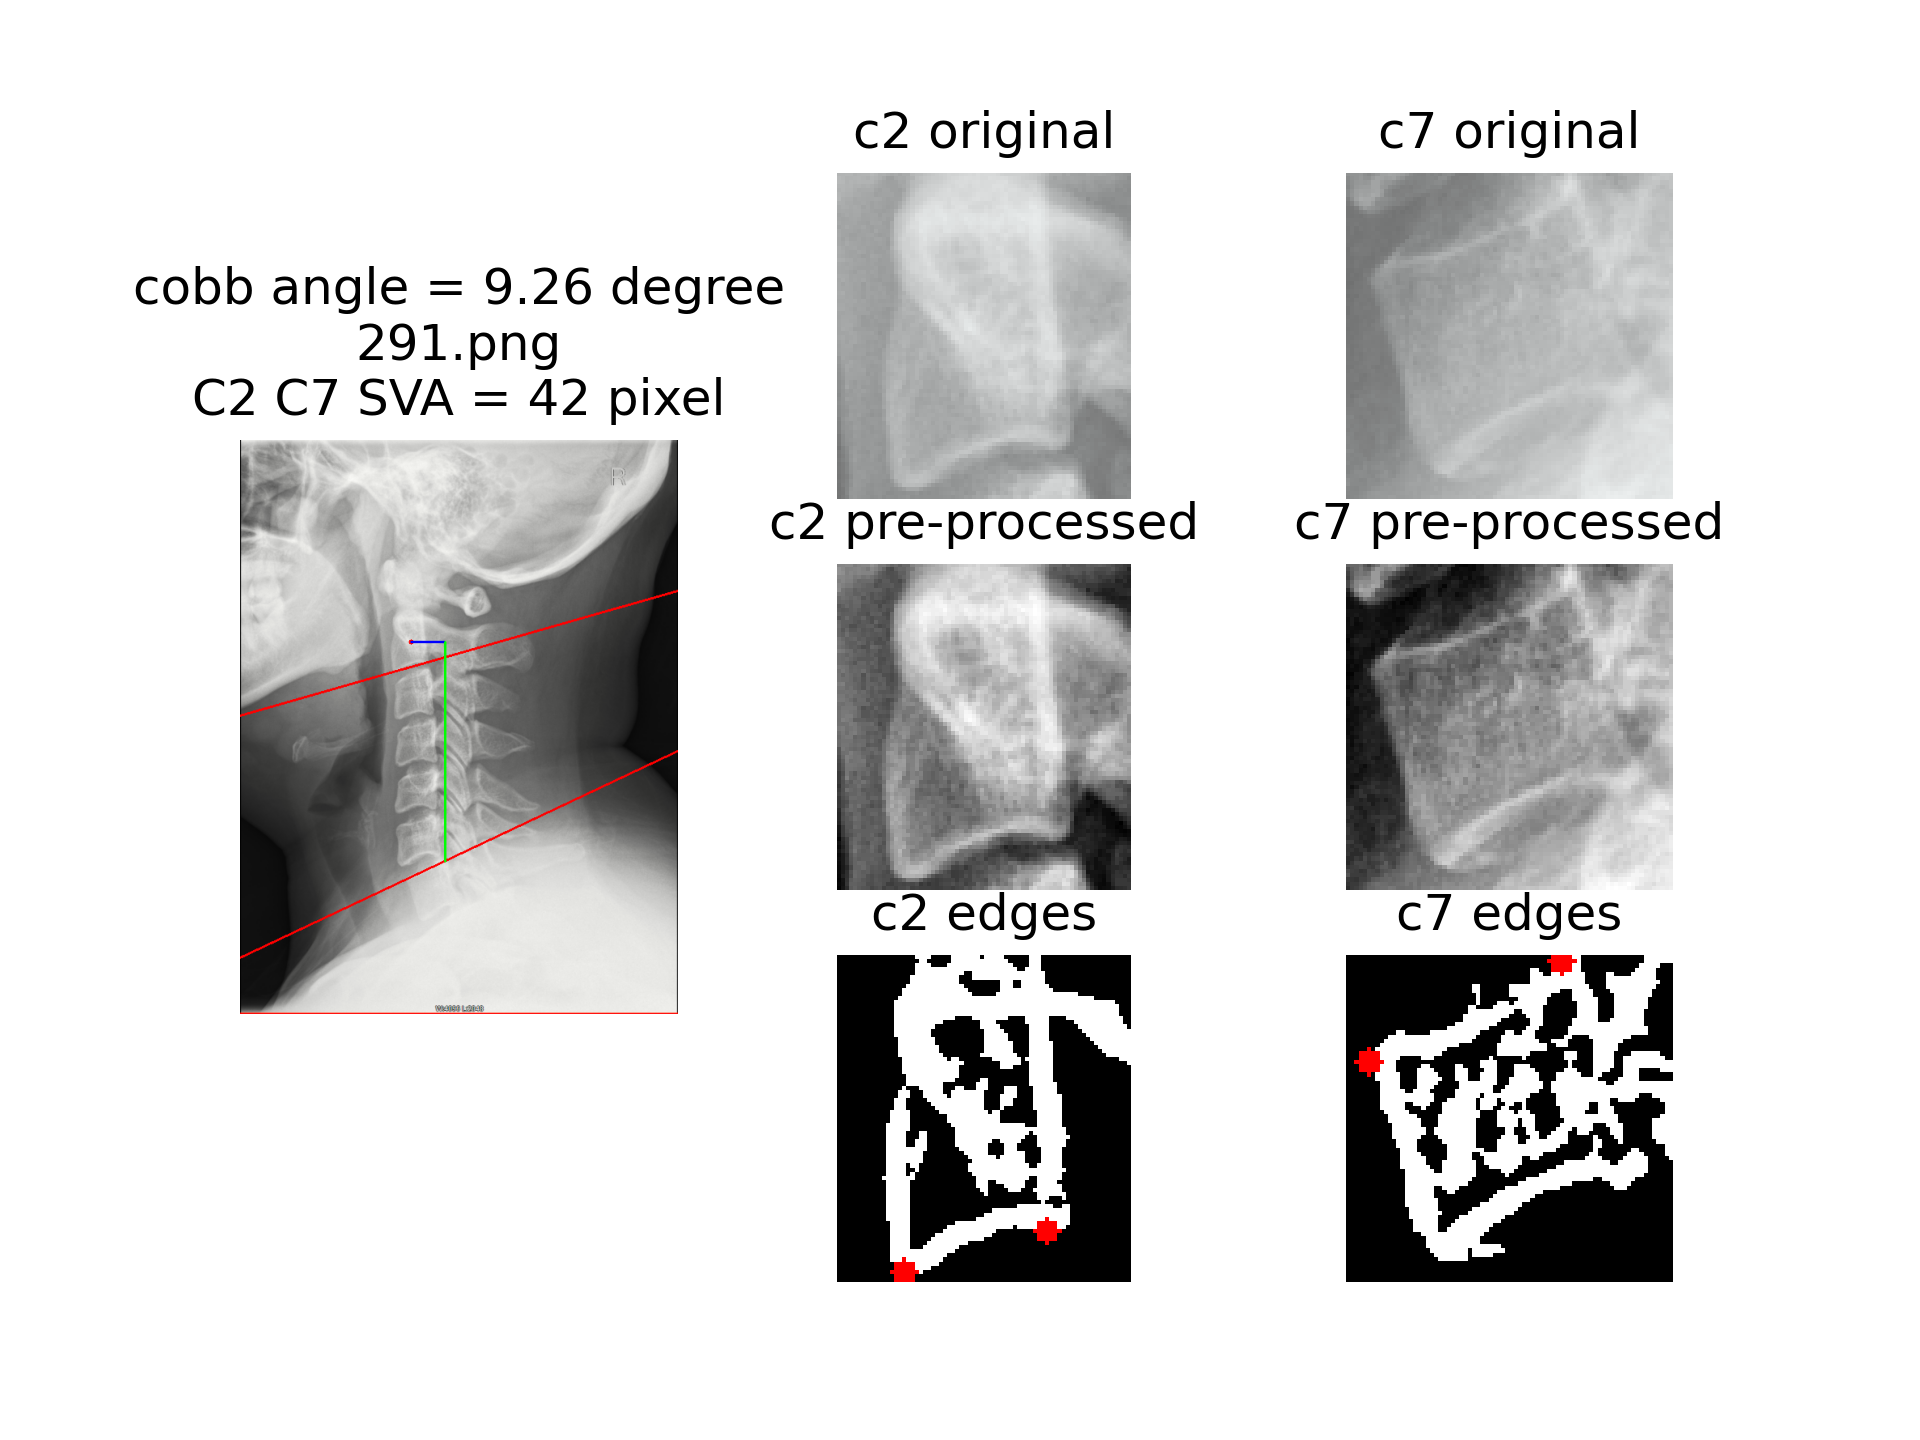 cobb angle = 9.26 degree
291.png
C2 C7 SVA = 42 pixel
R
c2 original
c7 original
c2 pre-processed
c7 pre-processed
c2 edges
c7 edges